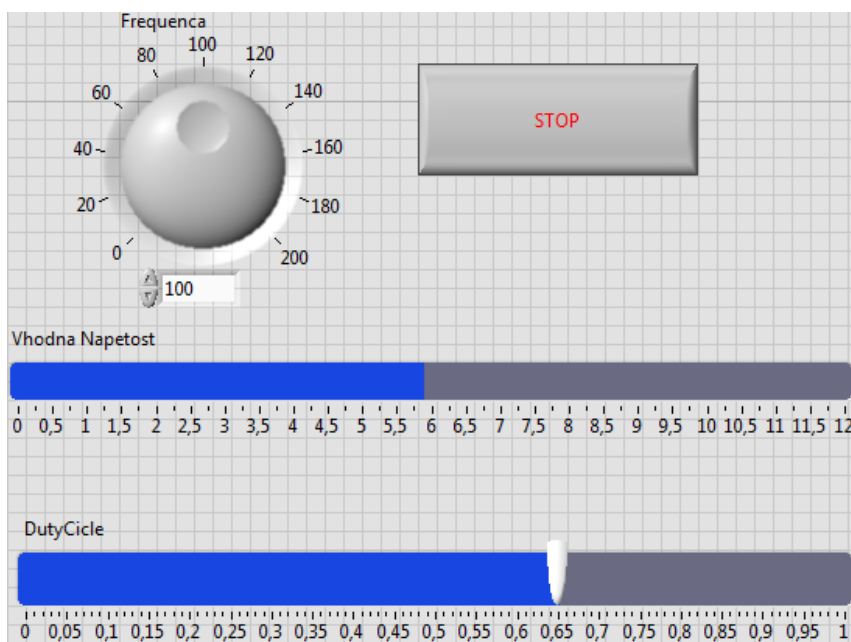 Frequenca
0 20 40 60 80 100 120 140 160 180 200
100
STOP
Vhodna Napetost
0 0,5 1 1,5 2 2,5 3 3,5 4 4,5 5 5,5 6 6,5 7 7,5 8 8,5 9 9,5 10 10,5 11 11,5 12
DutyCicle
0 0,05 0,1 0,15 0,2 0,25 0,3 0,35 0,4 0,45 0,5 0,55 0,6 0,65 0,7 0,75 0,8 0,85 0,9 0,95 1